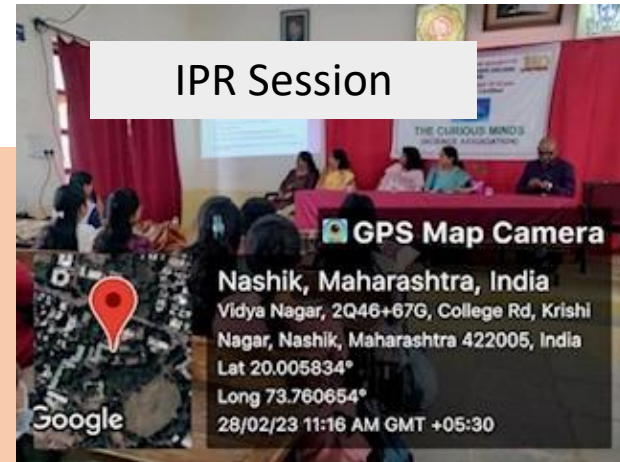 IPR Session
THE CURIOUS MINDS
(SCIENCE ASSOCIATION)
GPS Map Camera
Nashik, Maharashtra, India
Vidya Nagar, 2Q46+67G, College Rd, Krishi
Nagar, Nashik, Maharashtra 422005, India
Lat 20.005834°
Long 73.760654°
28/02/23 11:16 AM GMT +05:30
Google